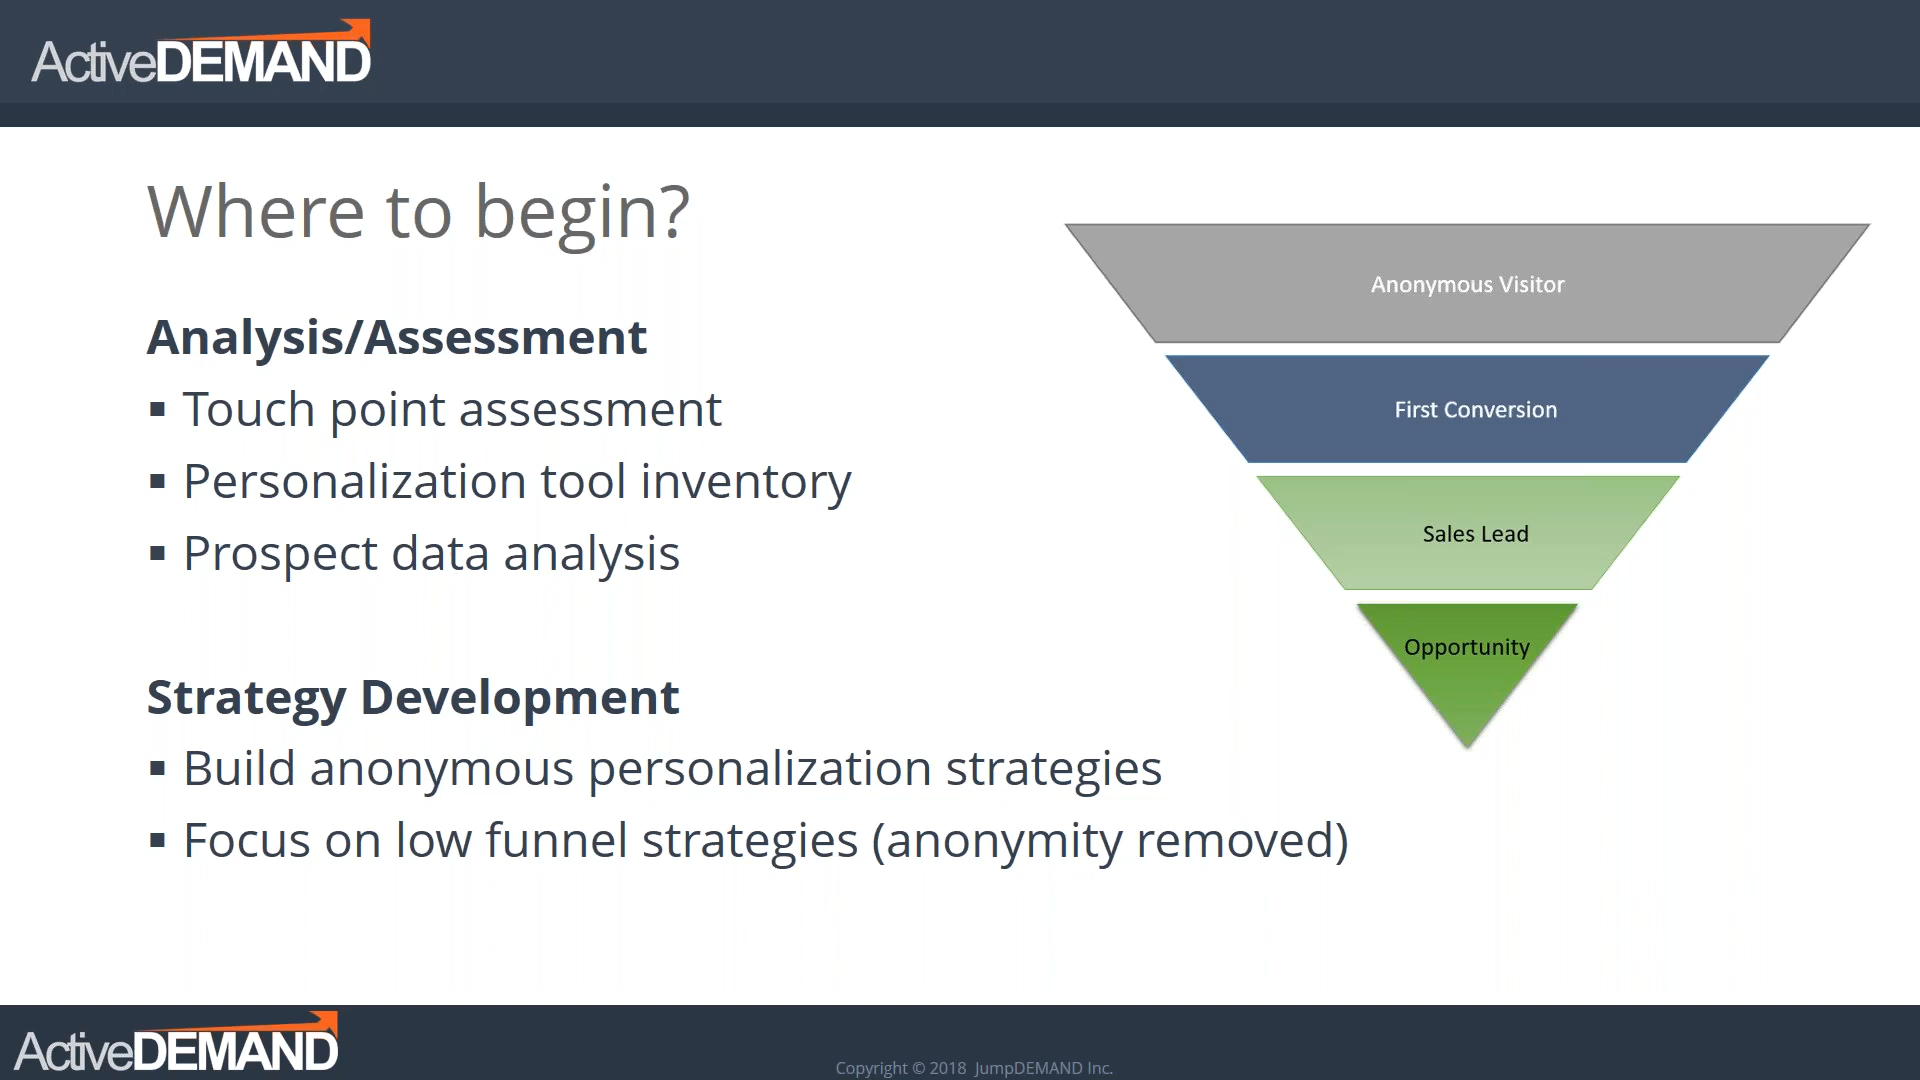 ActiveDEMAND
Where to begin?
Analysis/Assessment
▪ Touch point assessment
▪ Personalization tool inventory
▪ Prospect data analysis
Strategy Development
▪ Build anonymous personalization strategies
▪ Focus on low funnel strategies (anonymity removed)
Anonymous Visitor
First Conversion
Sales Lead
Opportunity
ActiveDEMAND
Copyright © 2018 JumpDEMAND Inc.